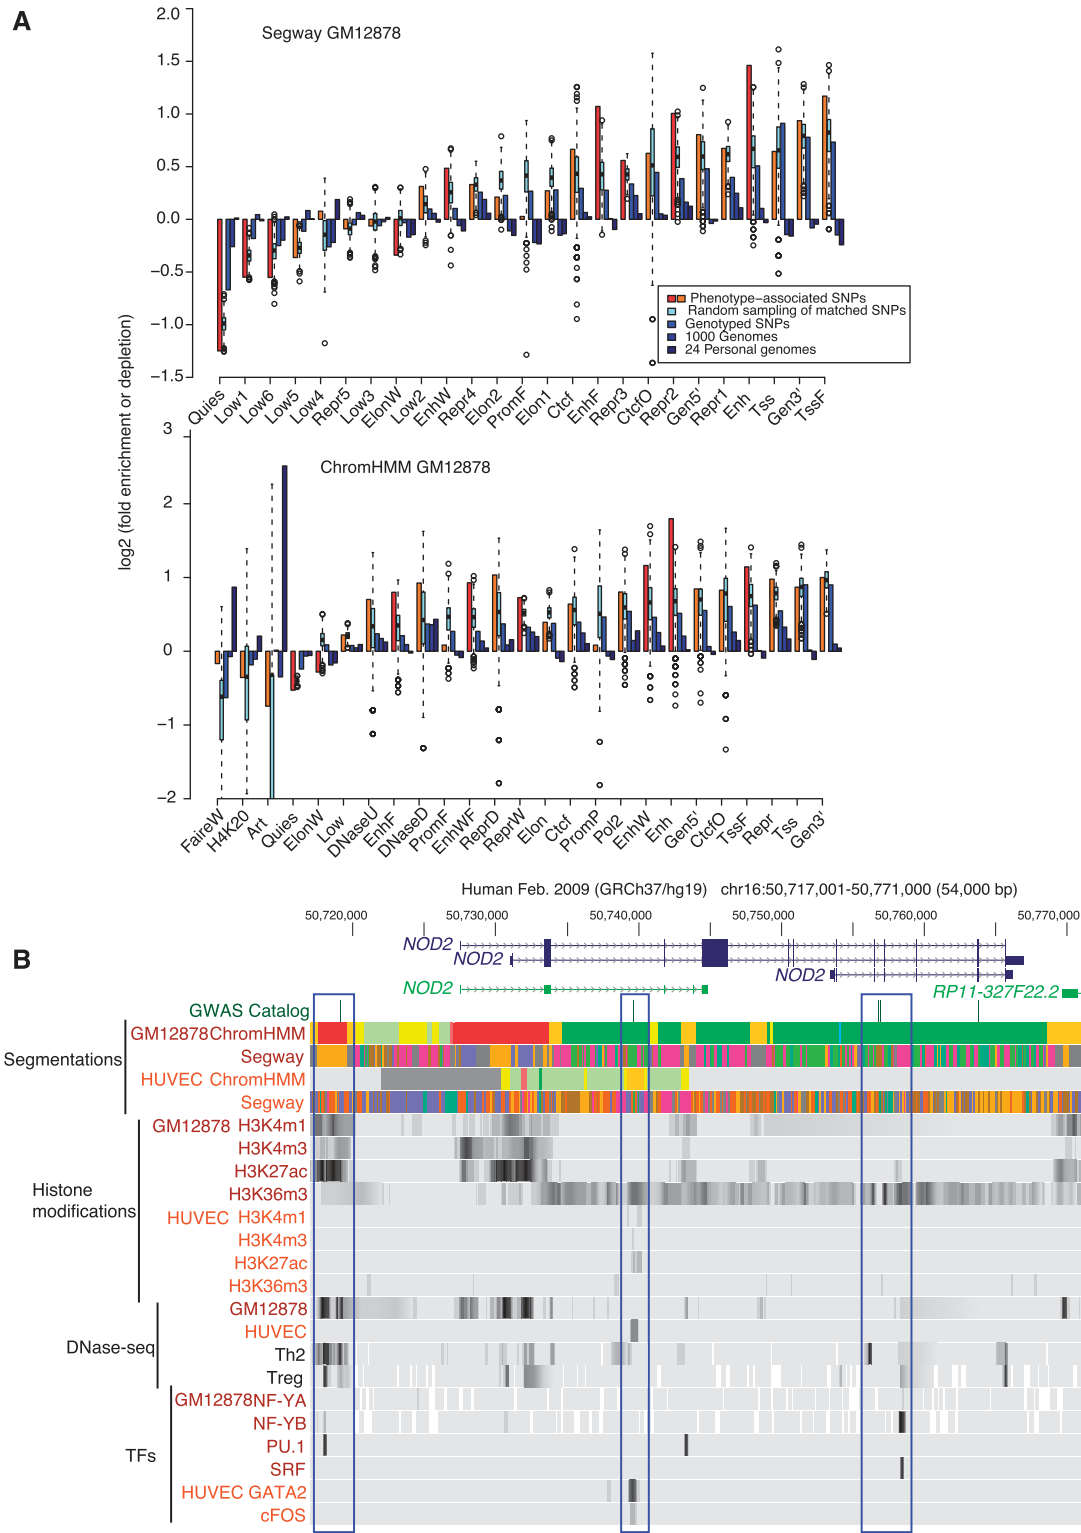 A
Segway GM12878
2.0
1.5
1.0
0.5
0.0
−0.5
−1.0
−1.5
log2 (fold enrichment or depletion)
Phenotype−associated SNPs
Random sampling of matched SNPs
Genotyped SNPs
1000 Genomes
24 Personal genomes
Quies
Low1
Low6
Low5
Low4
Repr5
Low3
ElonW
Low2
EnhW
Repr4
Elon2
PromF
Elon1
Ctcf
EnhF
Repr3
CtcfO
Repr2
Gen5'
Repr1
Enh
Tss
Gen3'
TssF
ChromHMM GM12878
3
2
1
0
−1
−2
FaireW
H4K20
Art
Quies
ElonW
Low
DNaseU
EnhF
DNaseD
PromF
EnhWF
ReprD
ReprW
Elon
Ctcf
PromP
Pol2
EnhW
Enh
Gen5'
CtcfO
TssF
Repr
Tss
Gen3'
B
Human Feb. 2009 (GRCh37/hg19) chr16:50,717,001-50,771,000 (54,000 bp)
50,720,000 50,730,000 50,740,000 50,750,000 50,760,000 50,770,000
NOD2
NOD2
NOD2
NOD2
RP11-327F22.2
GWAS Catalog
Segmentations
GM12878ChromHMM
Segway
HUVEC ChromHMM
Segway
Histone
modifications
GM12878 H3K4m1
H3K4m3
H3K27ac
H3K36m3
HUVEC H3K4m1
H3K4m3
H3K27ac
H3K36m3
DNase-seq
GM12878
HUVEC
Th2
Treg
TFs
GM12878NF-YA
NF-YB
PU.1
SRF
HUVEC GATA2
cFOS